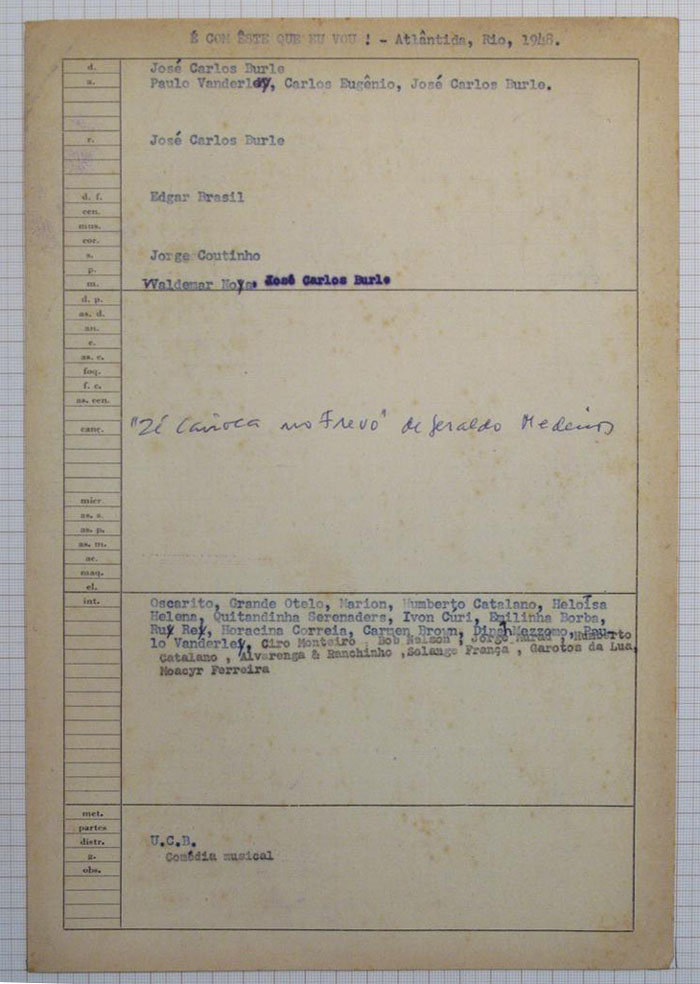 É COM ÊSTE QUE EU VOU ! - Atlântida, Rio, 1948.
d. José Carlos Burle
a. Paulo Vanderley, Carlos Eugênio, José Carlos Burle.
r. José Carlos Burle
d. f. Edgar Brasil
cen.
mus.
cor.
s. Jorge Coutinho
p.
m. Waldemar Noya, José Carlos Burle
d. p.
as. d.
an.
e.
as. c.
foq.
f. c.
as. cen.
canç. "Zé Carioca no Frevo" de Geraldo Medeiros
micr.
as. s.
as. p.
as. m.
ac.
maq.
el.
int. Oscarito, Grande Otelo, Marion, Humberto Catalano, Heloísa
Helena, Quitandinha Serenaders, Ivon Curi, Emilinha Borba,
Ruy Rey, Horacina Correia, Carmen Brown, Dinah Mezzomo, Pau-
lo Vanderley, Ciro Monteiro , Bob Nelson , Jorge , Humberto
Catalano , Alvarenga & Ranchinho , Solange França , Garotos da Lua,
Moacyr Ferreira
met.
partes
distr. U.C.B.
g. Comédia musical
obs.